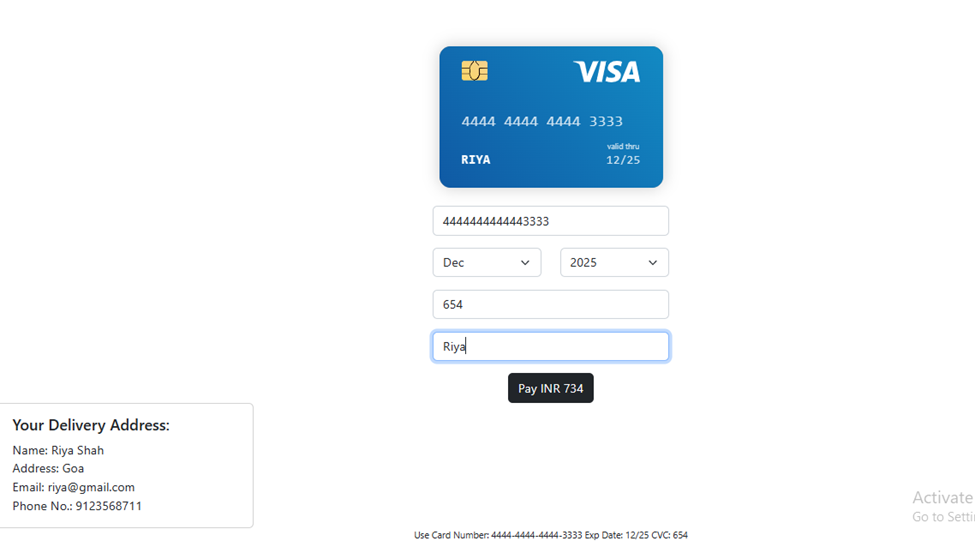 VISA
4444 4444 4444 3333
valid thru
RIYA 12/25
4444444444443333
Dec 2025
654
Riya
Pay INR 734
Your Delivery Address:
Name: Riya Shah
Address: Goa
Email: riya@gmail.com
Phone No.: 9123568711
Activate
Go to Setti
Use Card Number: 4444-4444-4444-3333 Exp Date: 12/25 CVC: 654